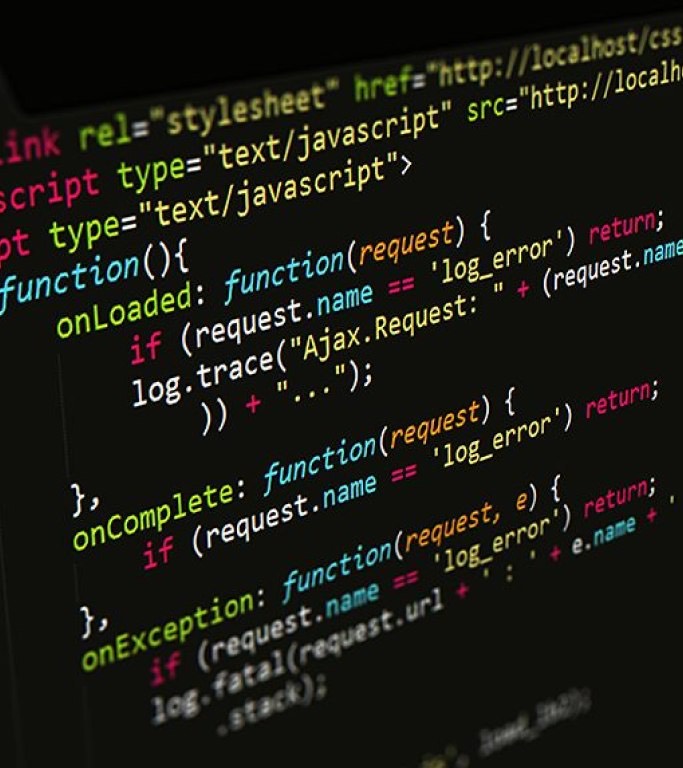 link rel="stylesheet" href="http://localhost/css
script type="text/javascript" src="http://localh
pt type="text/javascript">
function(){
onLoaded: function(request) {
if (request.name == 'log_error') return;
log.trace("Ajax.Request: " + (request.name
)) + "...");
},
onComplete: function(request) {
if (request.name == 'log_error') return;
},
onException: function(request, e) {
if (request.name == 'log_error') return;
log.fatal(request.url + ' : ' + e.name + '
.stack);